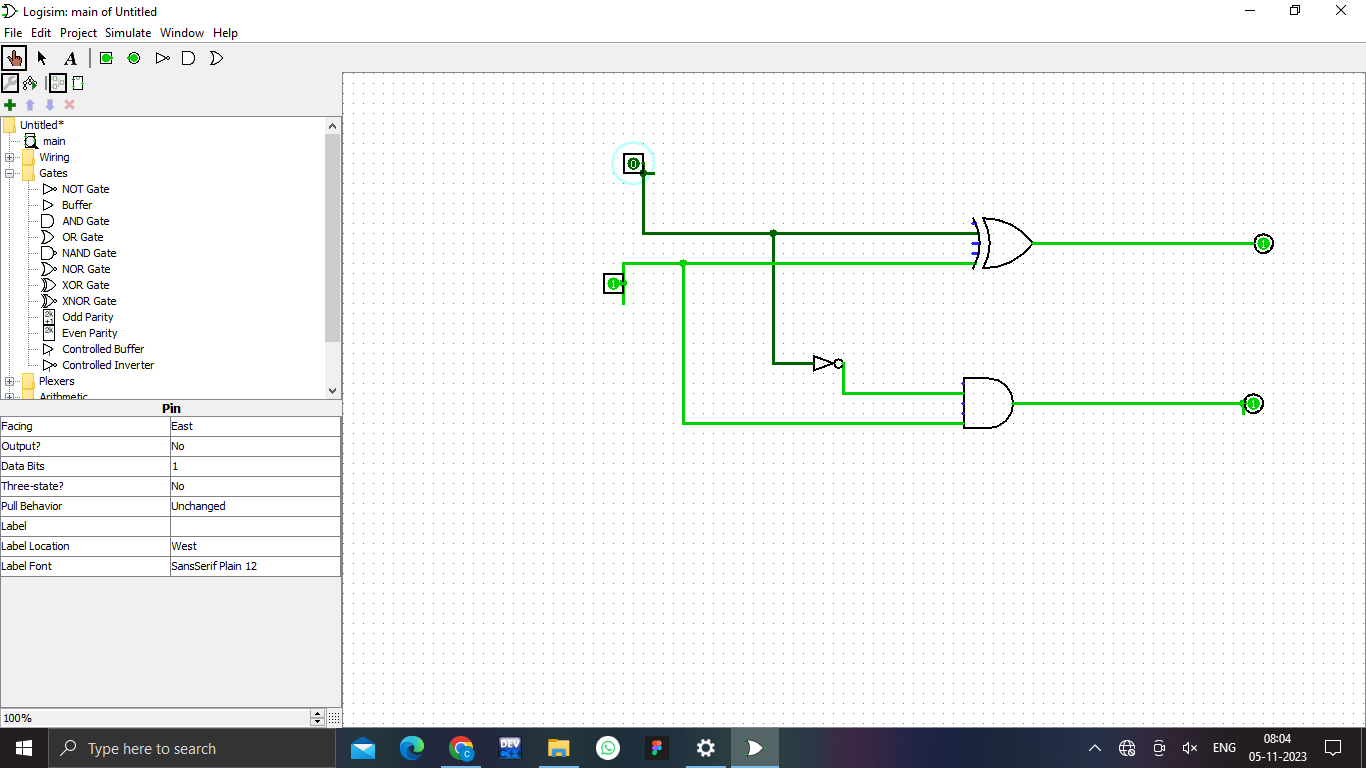 Logisim: main of Untitled
File Edit Project Simulate Window Help
A
Untitled*
main
Wiring
Gates
NOT Gate
Buffer
AND Gate
OR Gate
NAND Gate
NOR Gate
XOR Gate
XNOR Gate
Odd Parity
Even Parity
Controlled Buffer
Controlled Inverter
Plexers
Arithmetic
Pin
Facing East
Output? No
Data Bits 1
Three-state? No
Pull Behavior Unchanged
Label
Label Location West
Label Font SansSerif Plain 12
100%
0
1
1
1
Type here to search
C
DEV
ENG
08:04
05-11-2023